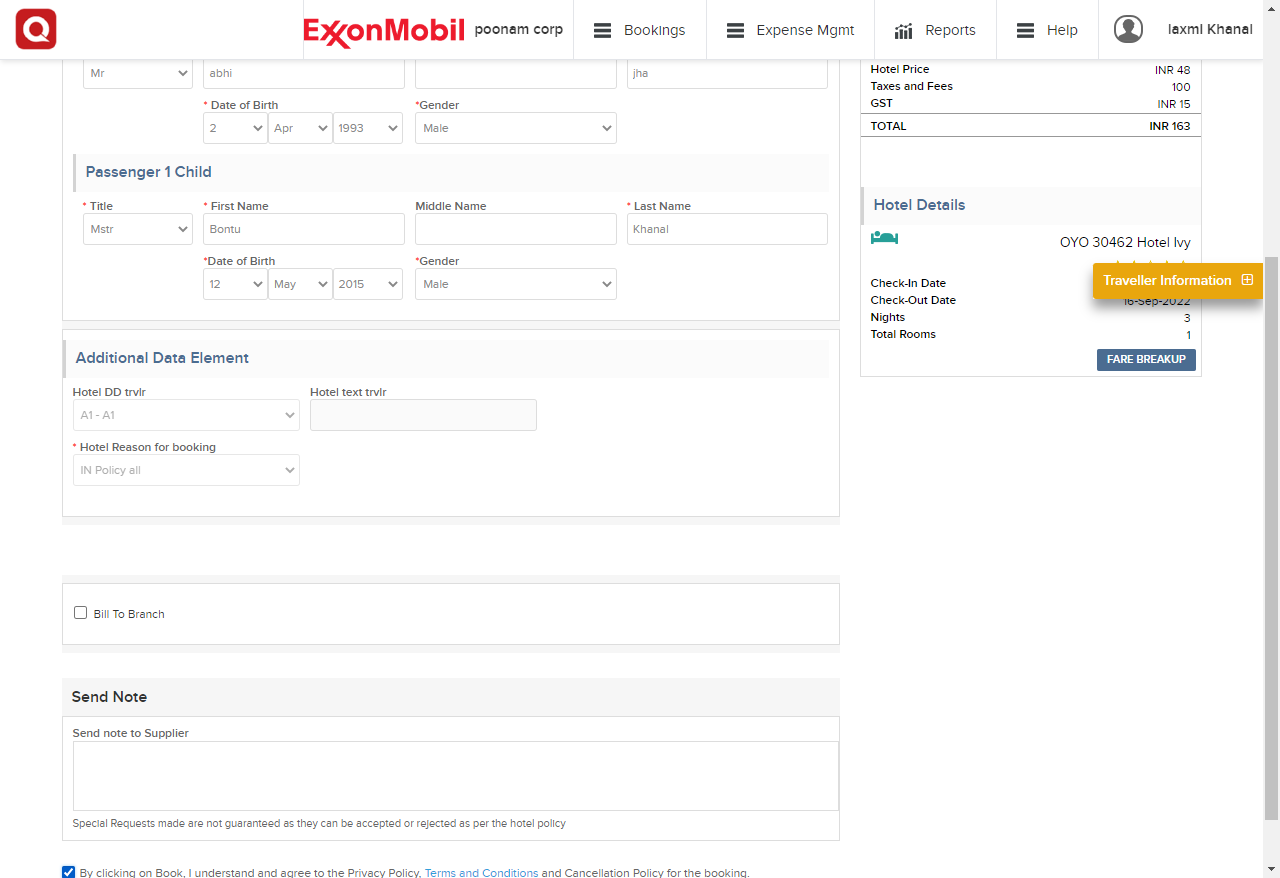 Q
ExxonMobil
poonam corp
Bookings
Expense Mgmt
Reports
Help
laxmi Khanal
Mr
abhi
jha
* Date of Birth
*Gender
2
Apr
1993
Male
Passenger 1 Child
* Title
* First Name
Middle Name
* Last Name
Mstr
Bontu
Khanal
*Date of Birth
*Gender
12
May
2015
Male
Additional Data Element
Hotel DD trvlr
Hotel text trvlr
A1 - A1
* Hotel Reason for booking
IN Policy all
Bill To Branch
Send Note
Send note to Supplier
Special Requests made are not guaranteed as they can be accepted or rejected as per the hotel policy
By clicking on Book, I understand and agree to the Privacy Policy, Terms and Conditions and Cancellation Policy for the booking.
Hotel Price INR 48
Taxes and Fees 100
GST INR 15
TOTAL INR 163
Hotel Details
OYO 30462 Hotel Ivy
Traveller Information
Check-In Date
Check-Out Date 16-Sep-2022
Nights 3
Total Rooms 1
FARE BREAKUP